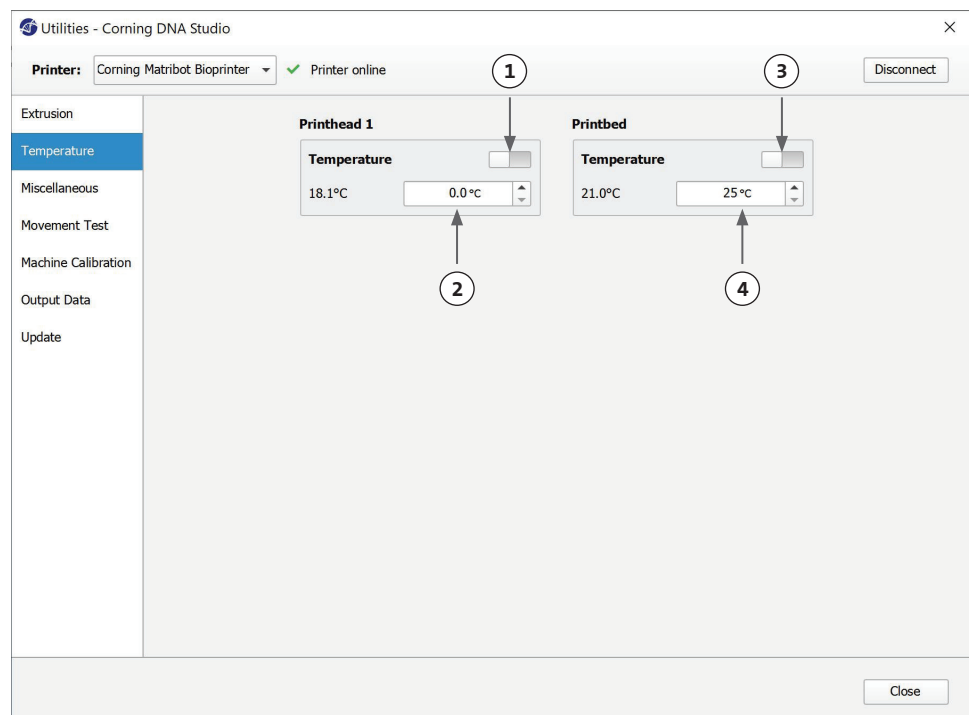 Utilities - Corning DNA Studio
Printer: Corning Matribot Bioprinter Printer online 1 3 Disconnect
Extrusion
Temperature
Miscellaneous
Movement Test
Machine Calibration
Output Data
Update
Printhead 1
Temperature
18.1°C 0.0 °C
2
Printbed
Temperature
21.0°C 25 °C
4
Close